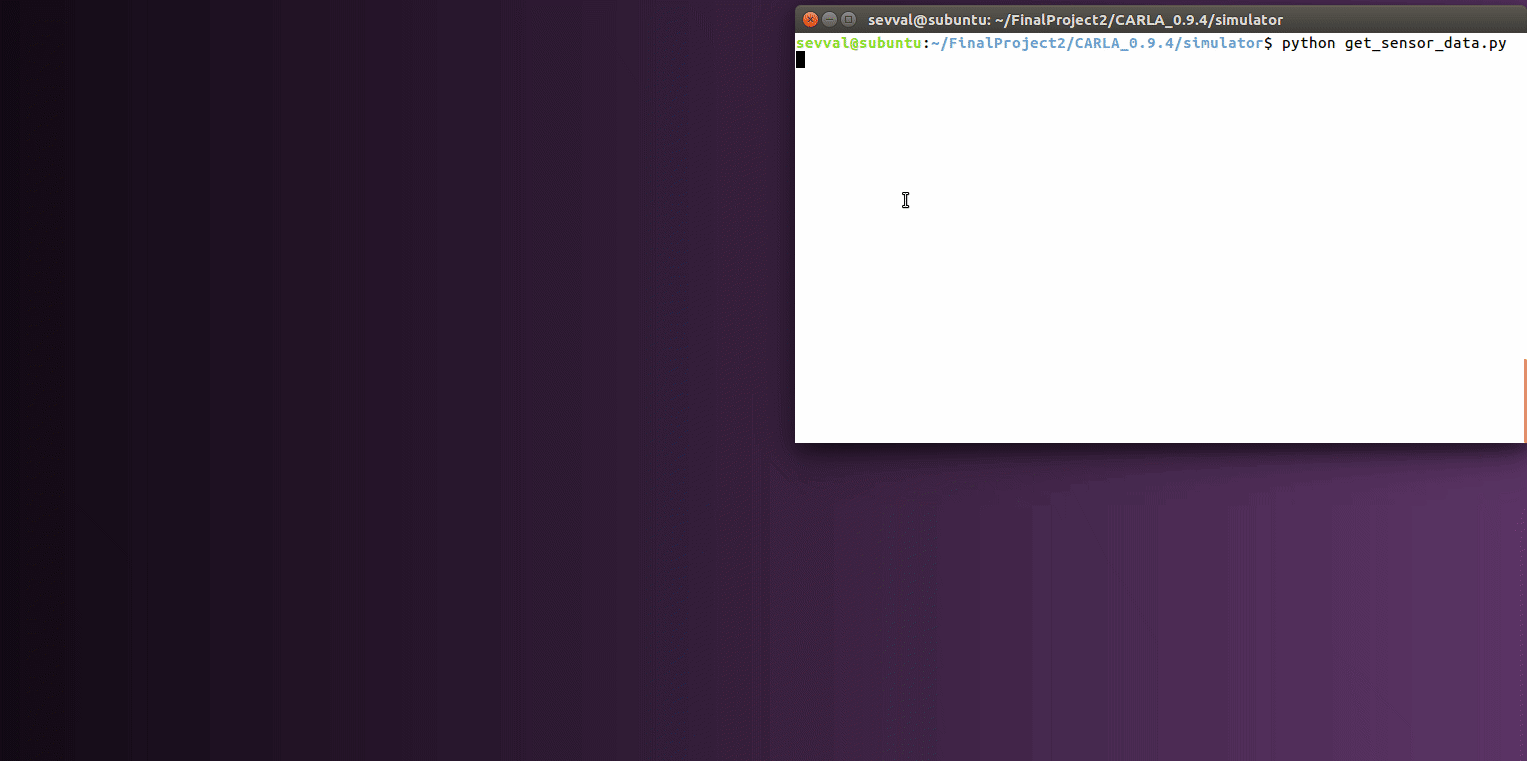 sevval@subuntu: ~/FinalProject2/CARLA_0.9.4/simulator
sevval@subuntu:~/FinalProject2/CARLA_0.9.4/simulator$ python get_sensor_data.py